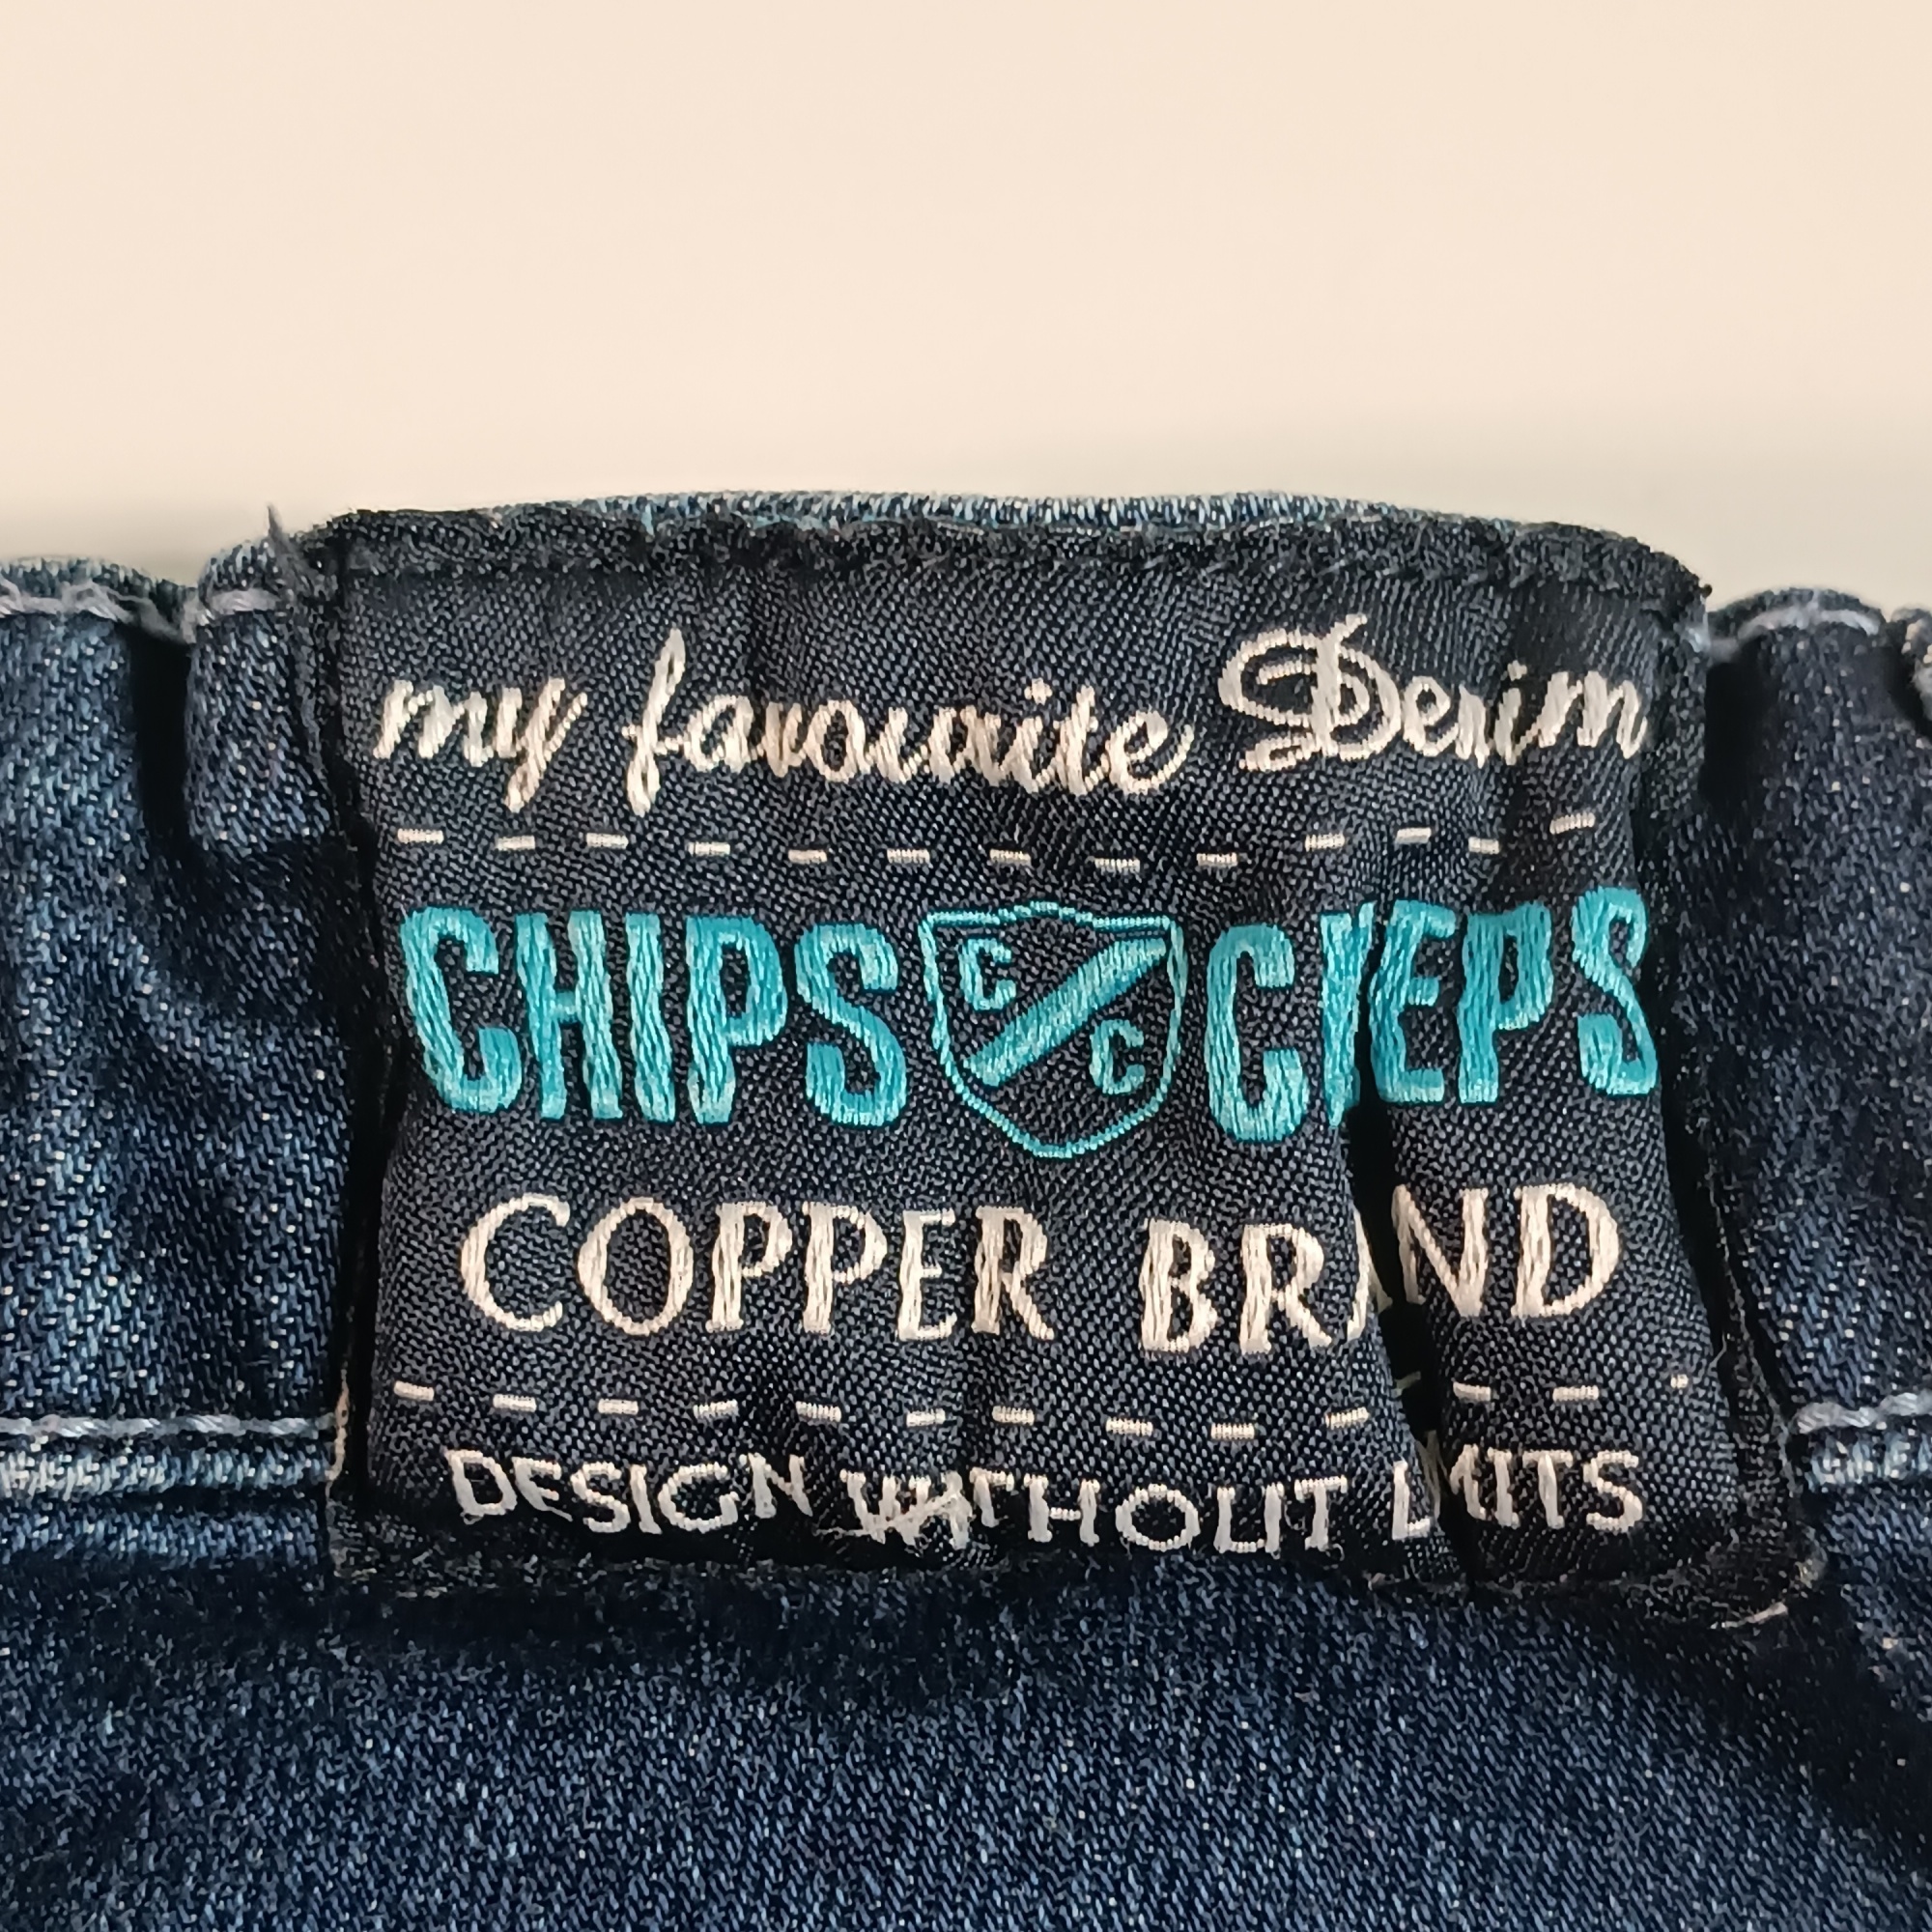 my favourite Denim
CHIPS C C
COPPER BRAND
DESIGN WITHOUT LIMITS